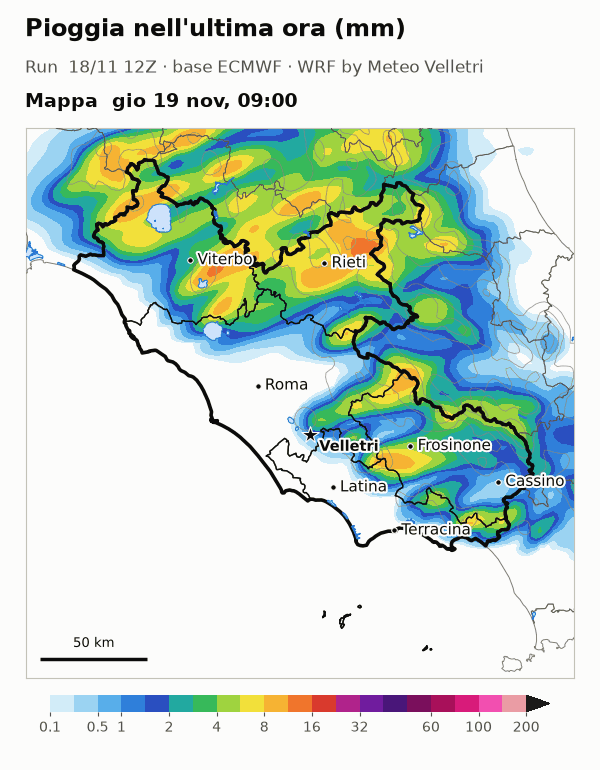 Pioggia nell'ultima ora (mm)
Run 18/11 12Z · base ECMWF · WRF by Meteo Velletri
Mappa gio 19 nov, 09:00
Viterbo
Rieti
Roma
Velletri
Frosinone
Cassino
Latina
Terracina
50 km
0.1 0.5 1 2 4 8 16 32 60 100 200